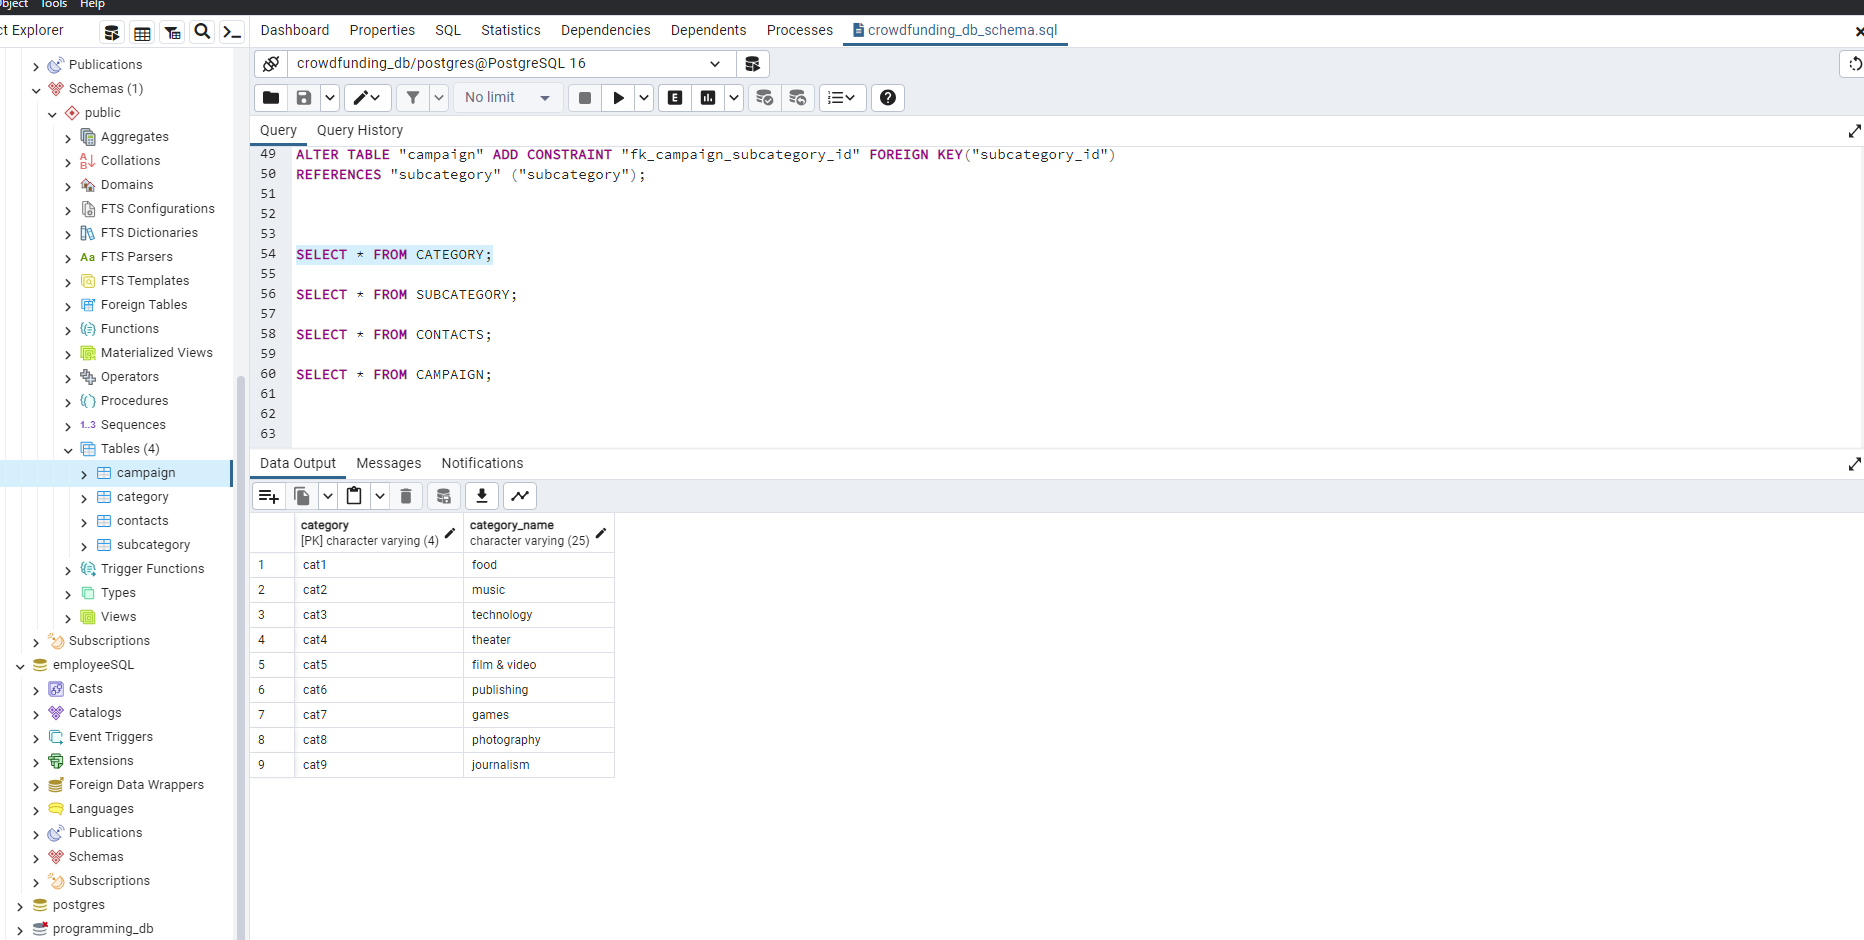 Object Tools Help
ct Explorer
Dashboard Properties SQL Statistics Dependencies Dependents Processes crowdfunding_db_schema.sql
crowdfunding_db/postgres@PostgreSQL 16
No limit
E
Query Query History
49 ALTER TABLE "campaign" ADD CONSTRAINT "fk_campaign_subcategory_id" FOREIGN KEY("subcategory_id")
50 REFERENCES "subcategory" ("subcategory");
51
52
53
54 SELECT * FROM CATEGORY;
55
56 SELECT * FROM SUBCATEGORY;
57
58 SELECT * FROM CONTACTS;
59
60 SELECT * FROM CAMPAIGN;
61
62
63
Publications
Schemas (1)
public
Aggregates
Collations
Domains
FTS Configurations
FTS Dictionaries
Aa FTS Parsers
FTS Templates
Foreign Tables
Functions
Materialized Views
Operators
Procedures
1..3 Sequences
Tables (4)
campaign
category
contacts
subcategory
Trigger Functions
Types
Views
Subscriptions
employeeSQL
Casts
Catalogs
Event Triggers
Extensions
Foreign Data Wrappers
Languages
Publications
Schemas
Subscriptions
postgres
programming_db
Data Output Messages Notifications
category category_name
[PK] character varying (4) character varying (25)
1 cat1 food
2 cat2 music
3 cat3 technology
4 cat4 theater
5 cat5 film & video
6 cat6 publishing
7 cat7 games
8 cat8 photography
9 cat9 journalism